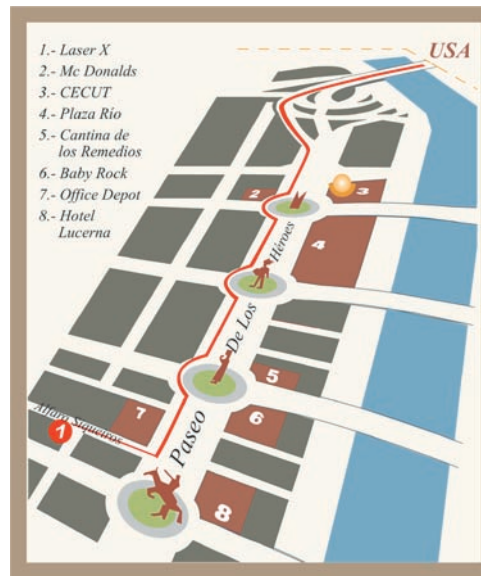 1.- Laser X
2.- Mc Donalds
3.- CECUT
4.- Plaza Río
5.- Cantina de
los Remedios
6.- Baby Rock
7.- Office Depot
8.- Hotel
Lucerna
USA
2
3
4
Héroes
De Los
5
7
6
Paseo
Alfaro Siqueiros
1
8